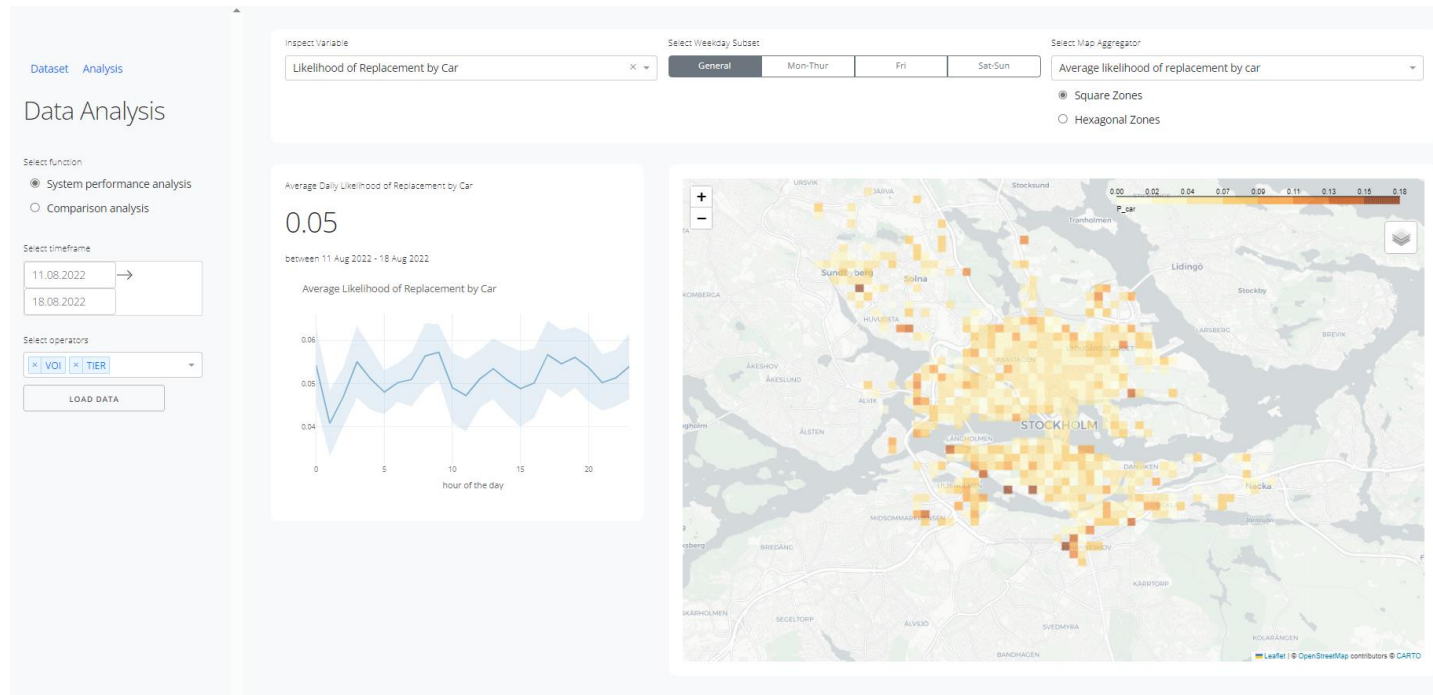 Dataset Analysis
Data Analysis
Select function
System performance analysis
Comparison analysis
Select timeframe
11.08.2022
18.08.2022
Select operators
× VOI × TIER
LOAD DATA
Inspect Variable
Likelihood of Replacement by Car
Select Weekday Subset
General Mon-Thur Fri Sat-Sun
Select Map Aggregator
Average likelihood of replacement by car
Square Zones
Hexagonal Zones
Average Daily Likelihood of Replacement by Car
0.05
between 11 Aug 2022 - 18 Aug 2022
Average Likelihood of Replacement by Car
0.06
0.05
0.04
0 5 10 15 20
hour of the day
+
−
0.00 0.02 0.04 0.07 0.09 0.11 0.13 0.15 0.18
P_car
URSVIK
JÄRVA
Stocksund
Tranholmen
Lidingö
Sundbyberg
Solna
Stockby
HUVUDSTA
LARSBERG
BREVIK
ÅKESHOV
ÅKESLUND
ALVIK
ÅLSTEN
STOCKHOLM
LÅNGHOLMEN
DANVIKEN
Nacka
BREDÄNG
KÄRRTORP
SEGELTORP
ÄLVSJÖ
SVEDMYRA
KOLARÄNGEN
BANDHAGEN
Leaflet | © OpenStreetMap contributors © CARTO